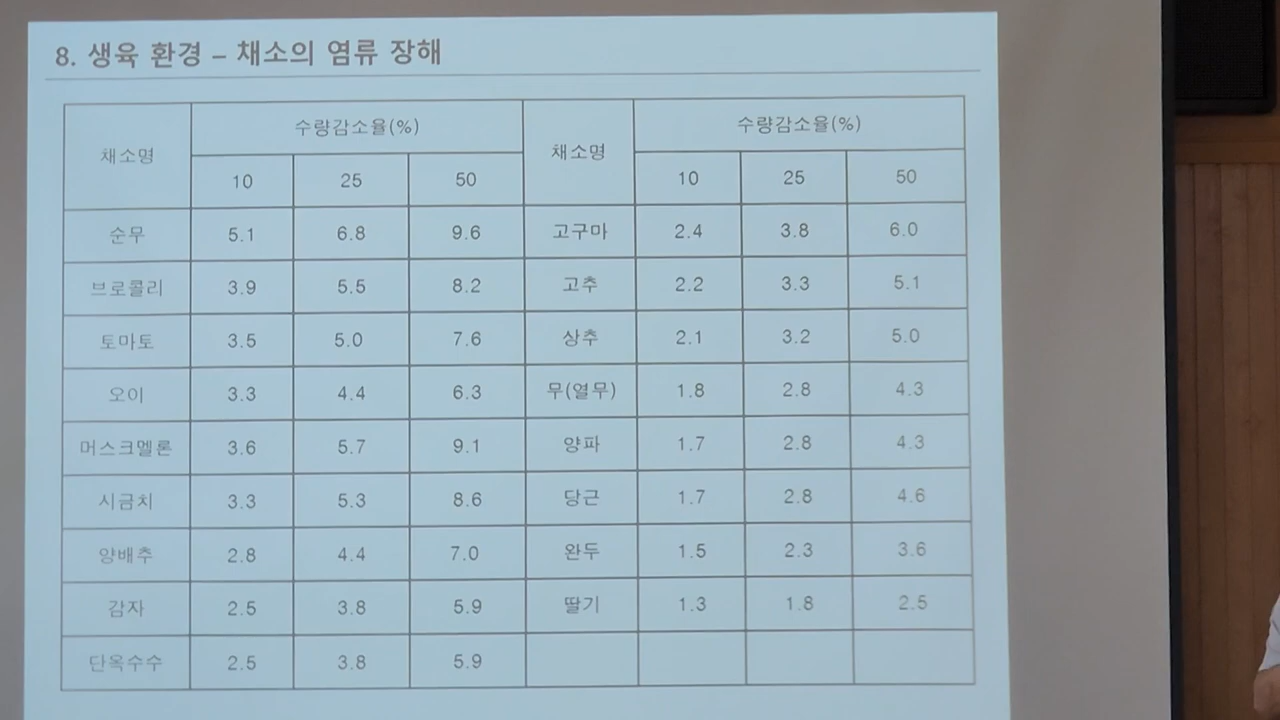 8. 생육 환경 – 채소의 염류 장해
채소명 수량감소율(%) 채소명 수량감소율(%)
10 25 50 10 25 50
순무 5.1 6.8 9.6 고구마 2.4 3.8 6.0
브로콜리 3.9 5.5 8.2 고추 2.2 3.3 5.1
토마토 3.5 5.0 7.6 상추 2.1 3.2 5.0
오이 3.3 4.4 6.3 무(열무) 1.8 2.8 4.3
머스크멜론 3.6 5.7 9.1 양파 1.7 2.8 4.3
시금치 3.3 5.3 8.6 당근 1.7 2.8 4.6
양배추 2.8 4.4 7.0 완두 1.5 2.3 3.6
감자 2.5 3.8 5.9 딸기 1.3 1.8 2.5
단옥수수 2.5 3.8 5.9